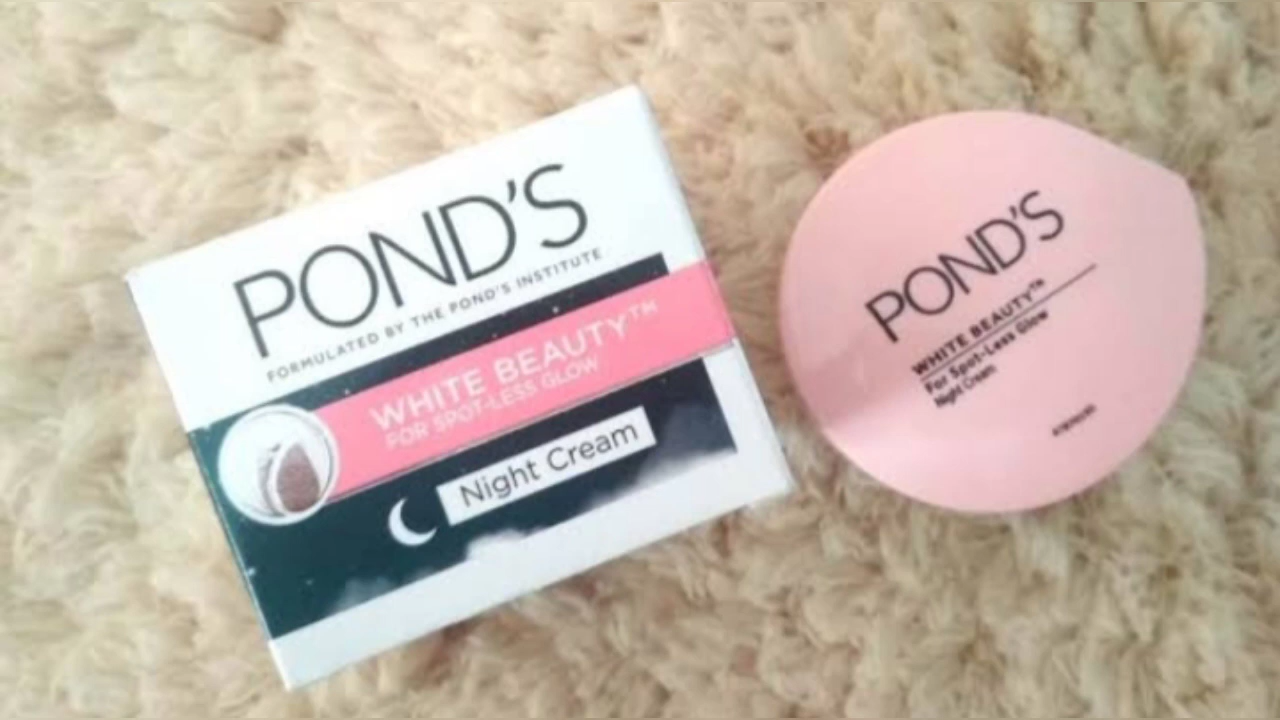 POND'S
FORMULATED BY THE POND'S INSTITUTE
WHITE BEAUTY™
FOR SPOT-LESS GLOW
Night Cream
POND'S
WHITE BEAUTY™
For Spot-Less Glow
Night Cream